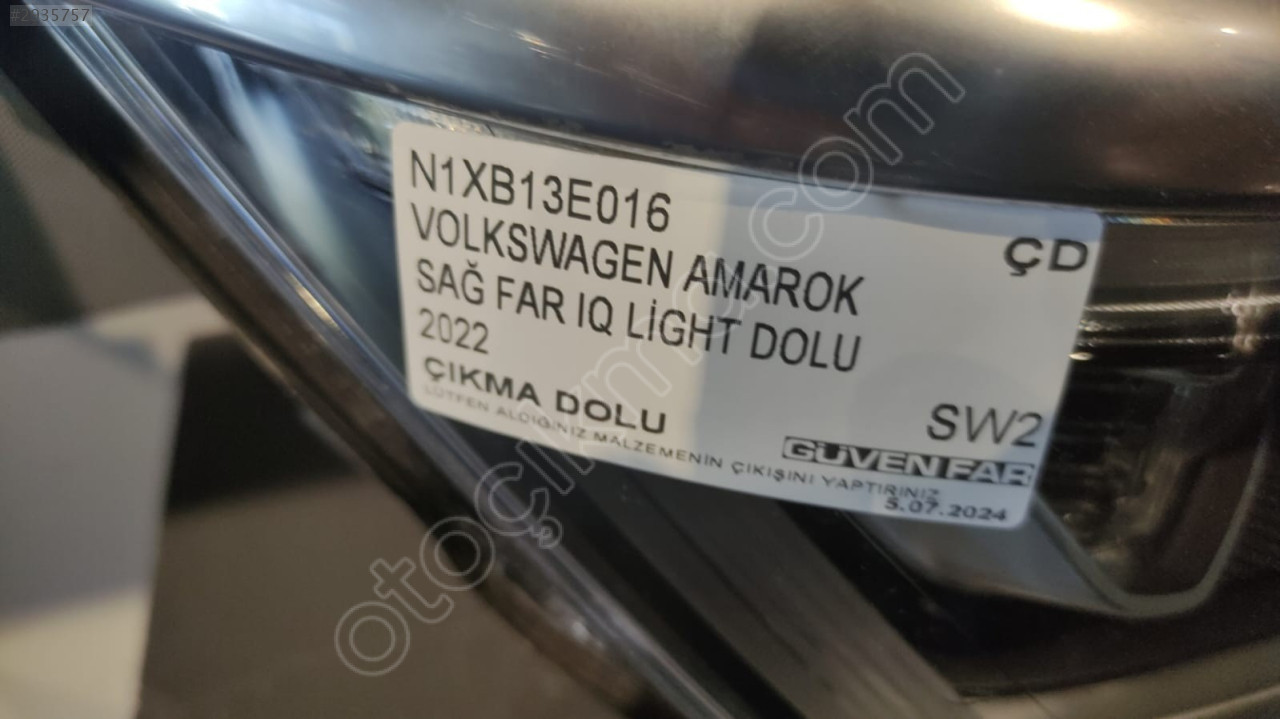 #2935757
N1XB13E016
ÇD
VOLKSWAGEN AMAROK
SAĞ FAR IQ LİGHT DOLU
2022
ÇIKMA DOLU
SW2
LÜTFEN ALDIĞINIZ MALZEMENİN ÇIKIŞINI YAPTIRINIZ
GÜVEN FAR
5.07.2024
otoçıkma.com